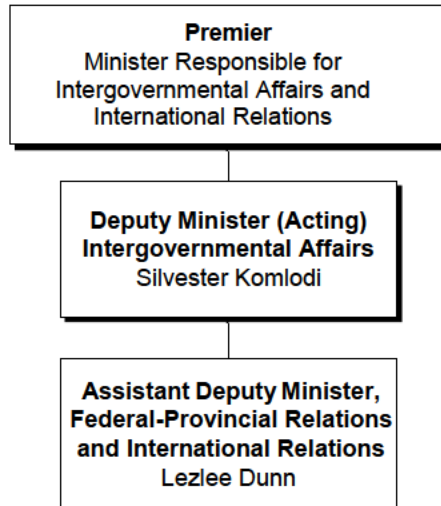 Premier
Minister Responsible for
Intergovernmental Affairs and
International Relations
Deputy Minister (Acting)
Intergovernmental Affairs
Silvester Komlodi
Assistant Deputy Minister,
Federal-Provincial Relations
and International Relations
Lezlee Dunn